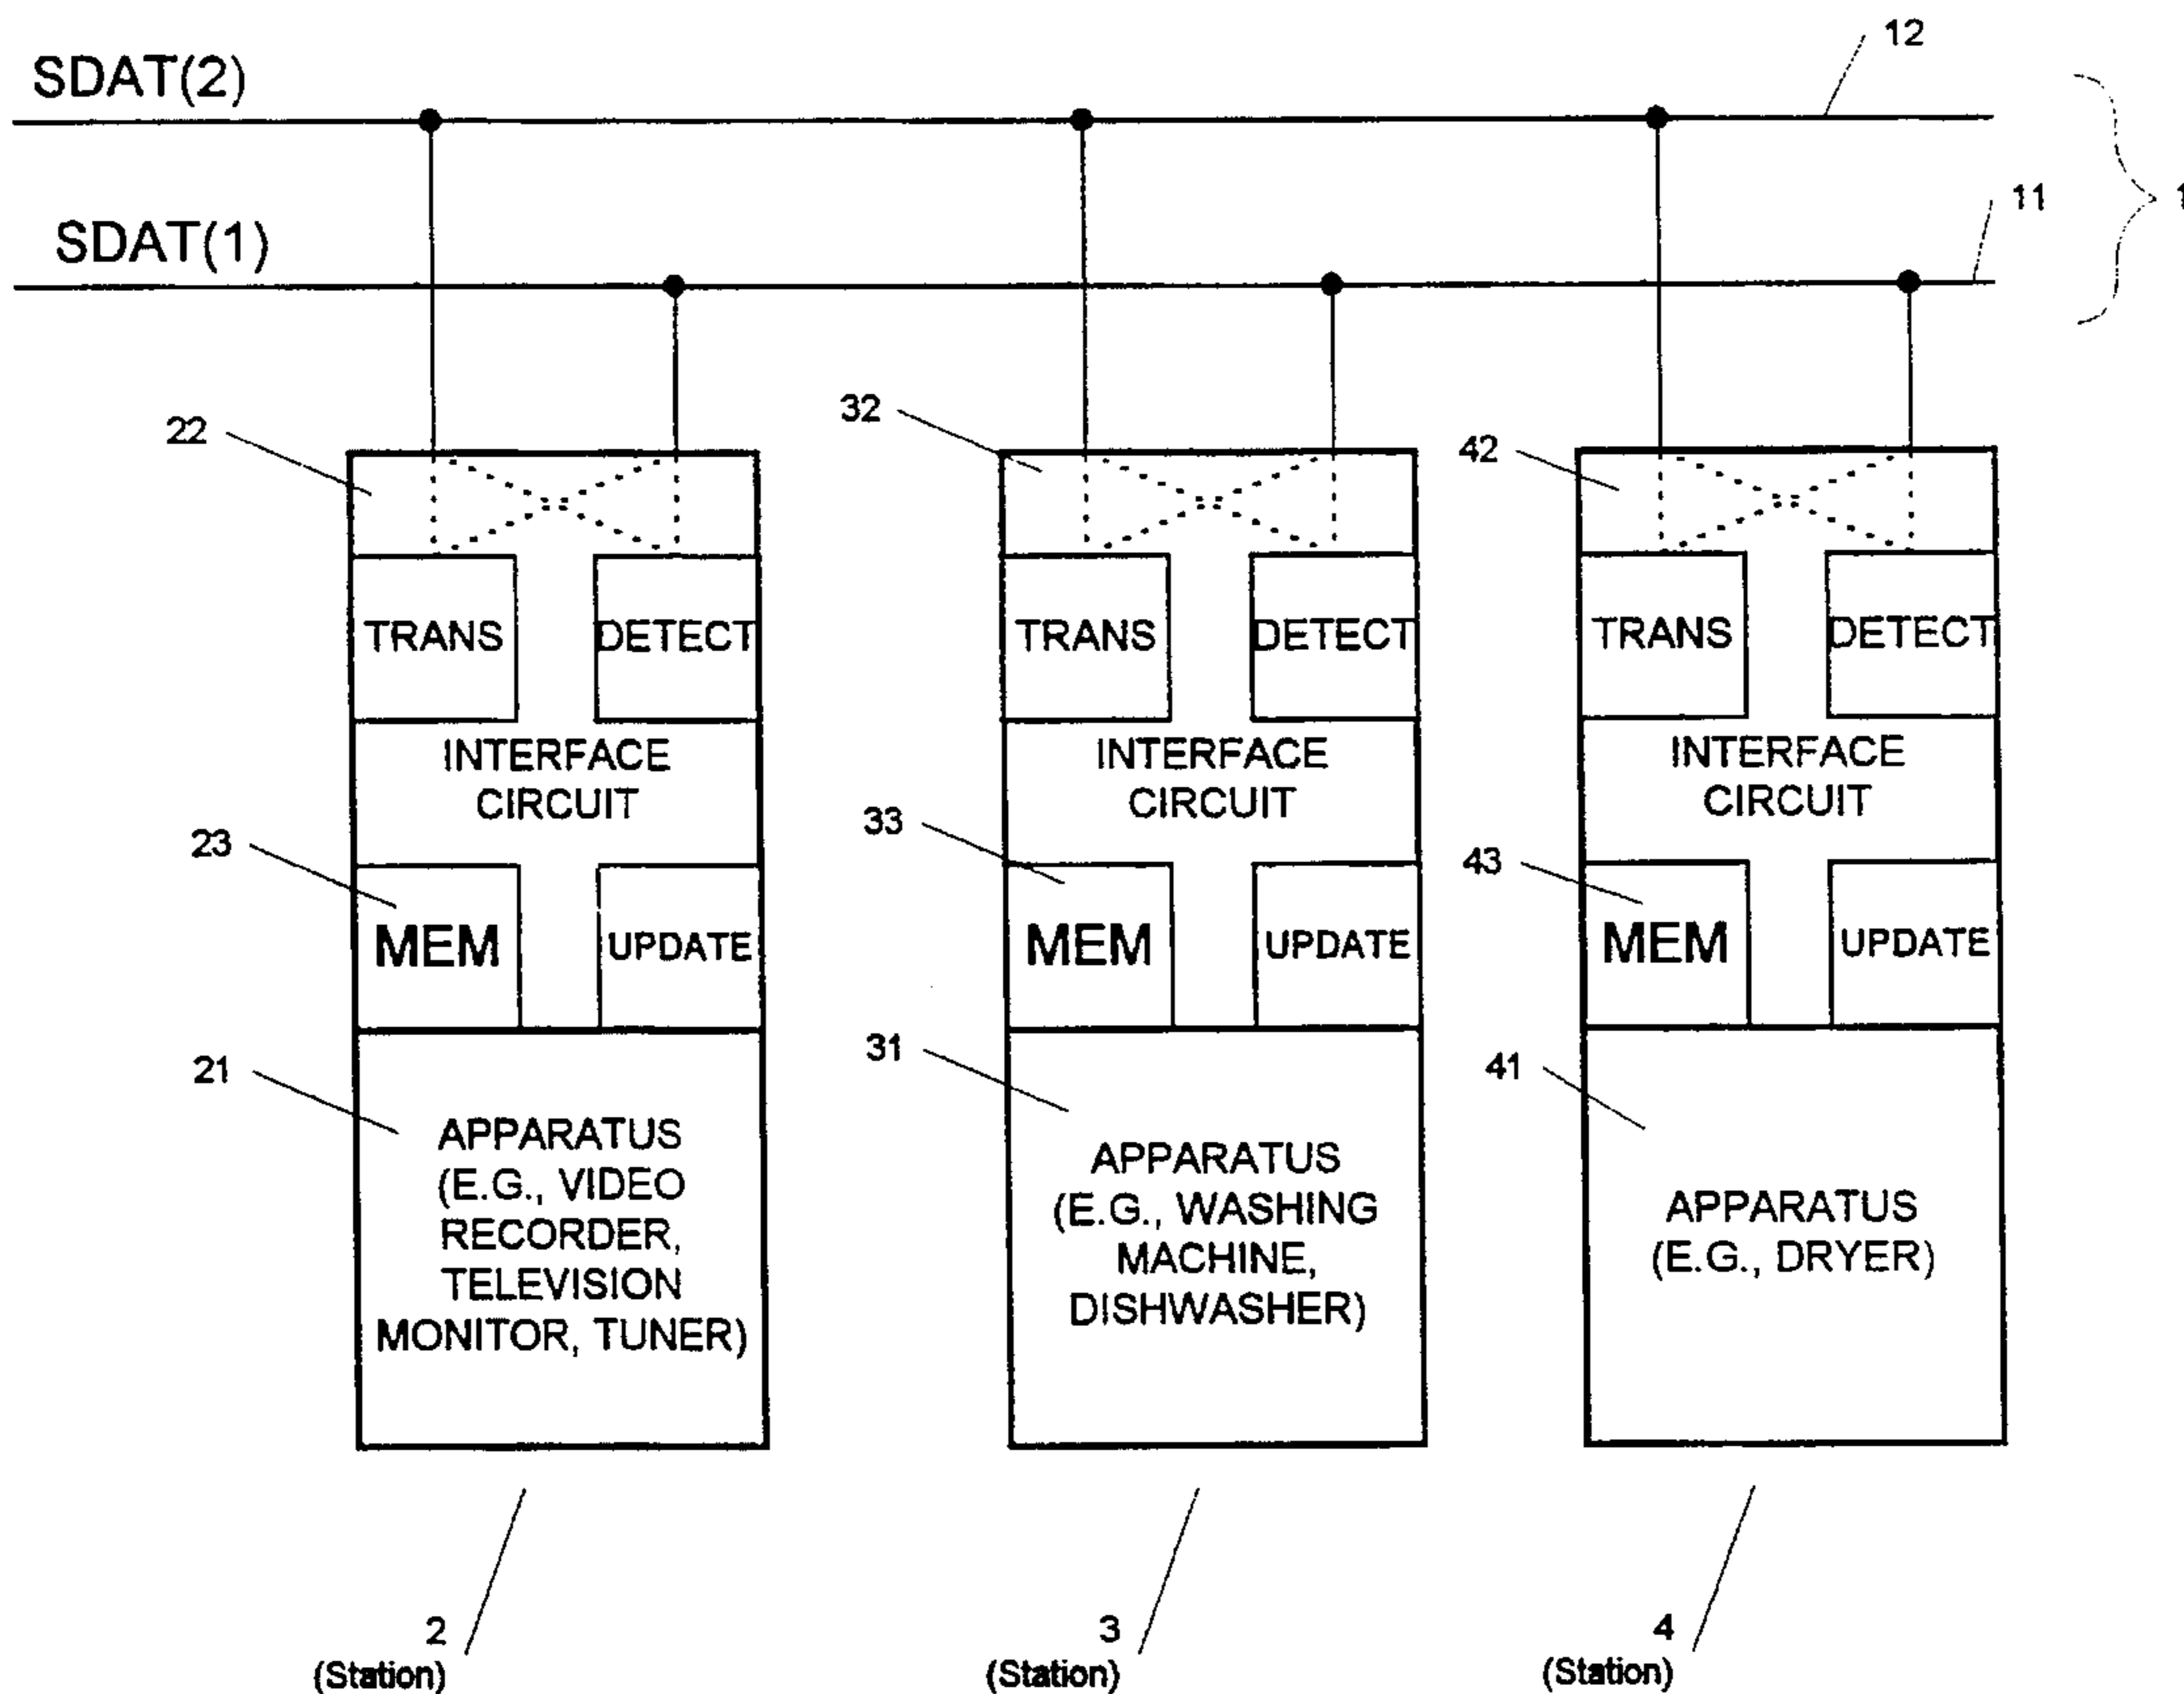 12
SDAT(2)
11
1
SDAT(1)
22
32
42
TRANS
DETECT
TRANS
DETECT
TRANS
DETECT
INTERFACE
CIRCUIT
INTERFACE
CIRCUIT
INTERFACE
CIRCUIT
23
33
43
MEM
UPDATE
MEM
UPDATE
MEM
UPDATE
21
31
41
APPARATUS
(E.G., VIDEO
RECORDER,
TELEVISION
MONITOR, TUNER)
APPARATUS
(E.G., WASHING
MACHINE,
DISHWASHER)
APPARATUS
(E.G., DRYER)
2
(Station)
3
(Station)
4
(Station)